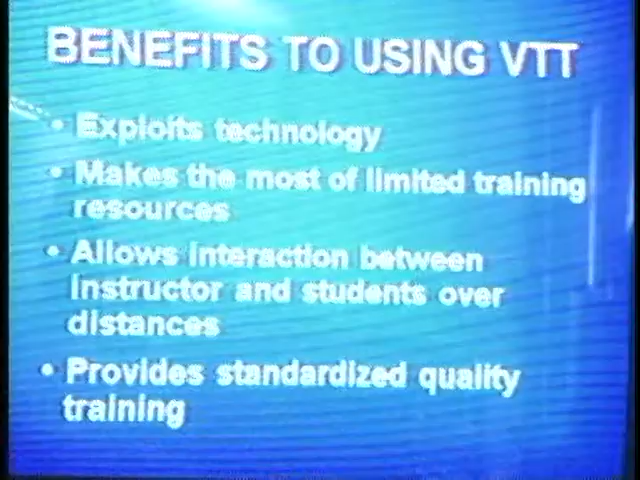 BENEFITS TO USING VTT
• Exploits technology
• Makes the most of limited training
resources
• Allows interaction between
instructor and students over
distances
• Provides standardized quality
training